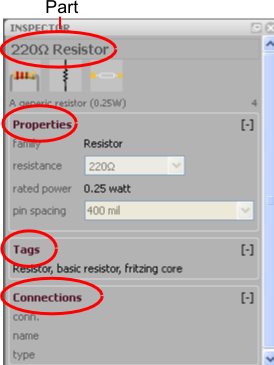 Part
INSPECTOR
220Ω Resistor
A generic resistor (0.25W) 4
Properties [-]
family Resistor
resistance 220Ω
rated power 0.25 watt
pin spacing 400 mil
Tags [-]
Resistor, basic resistor, fritzing core
Connections [-]
conn.
name
type